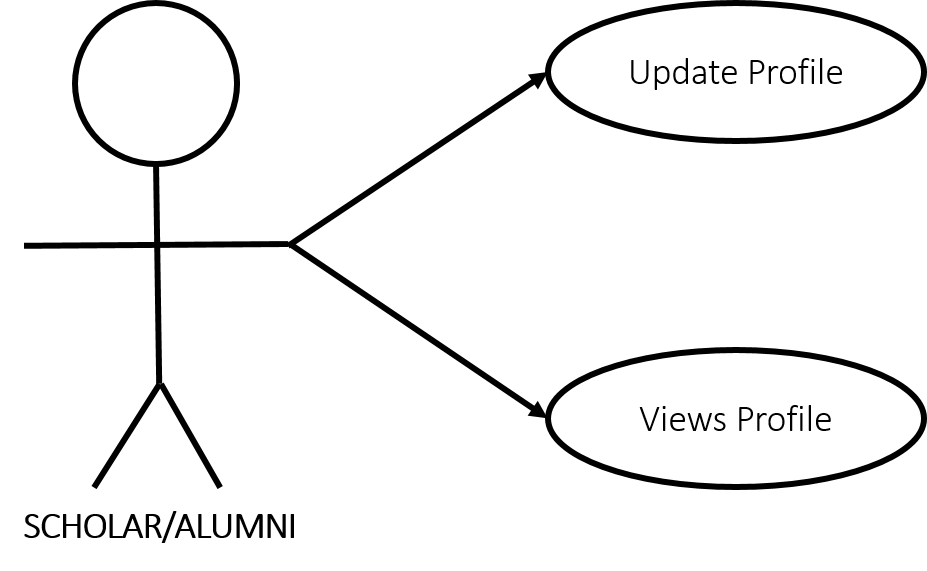 Update Profile
Views Profile
SCHOLAR/ALUMNI